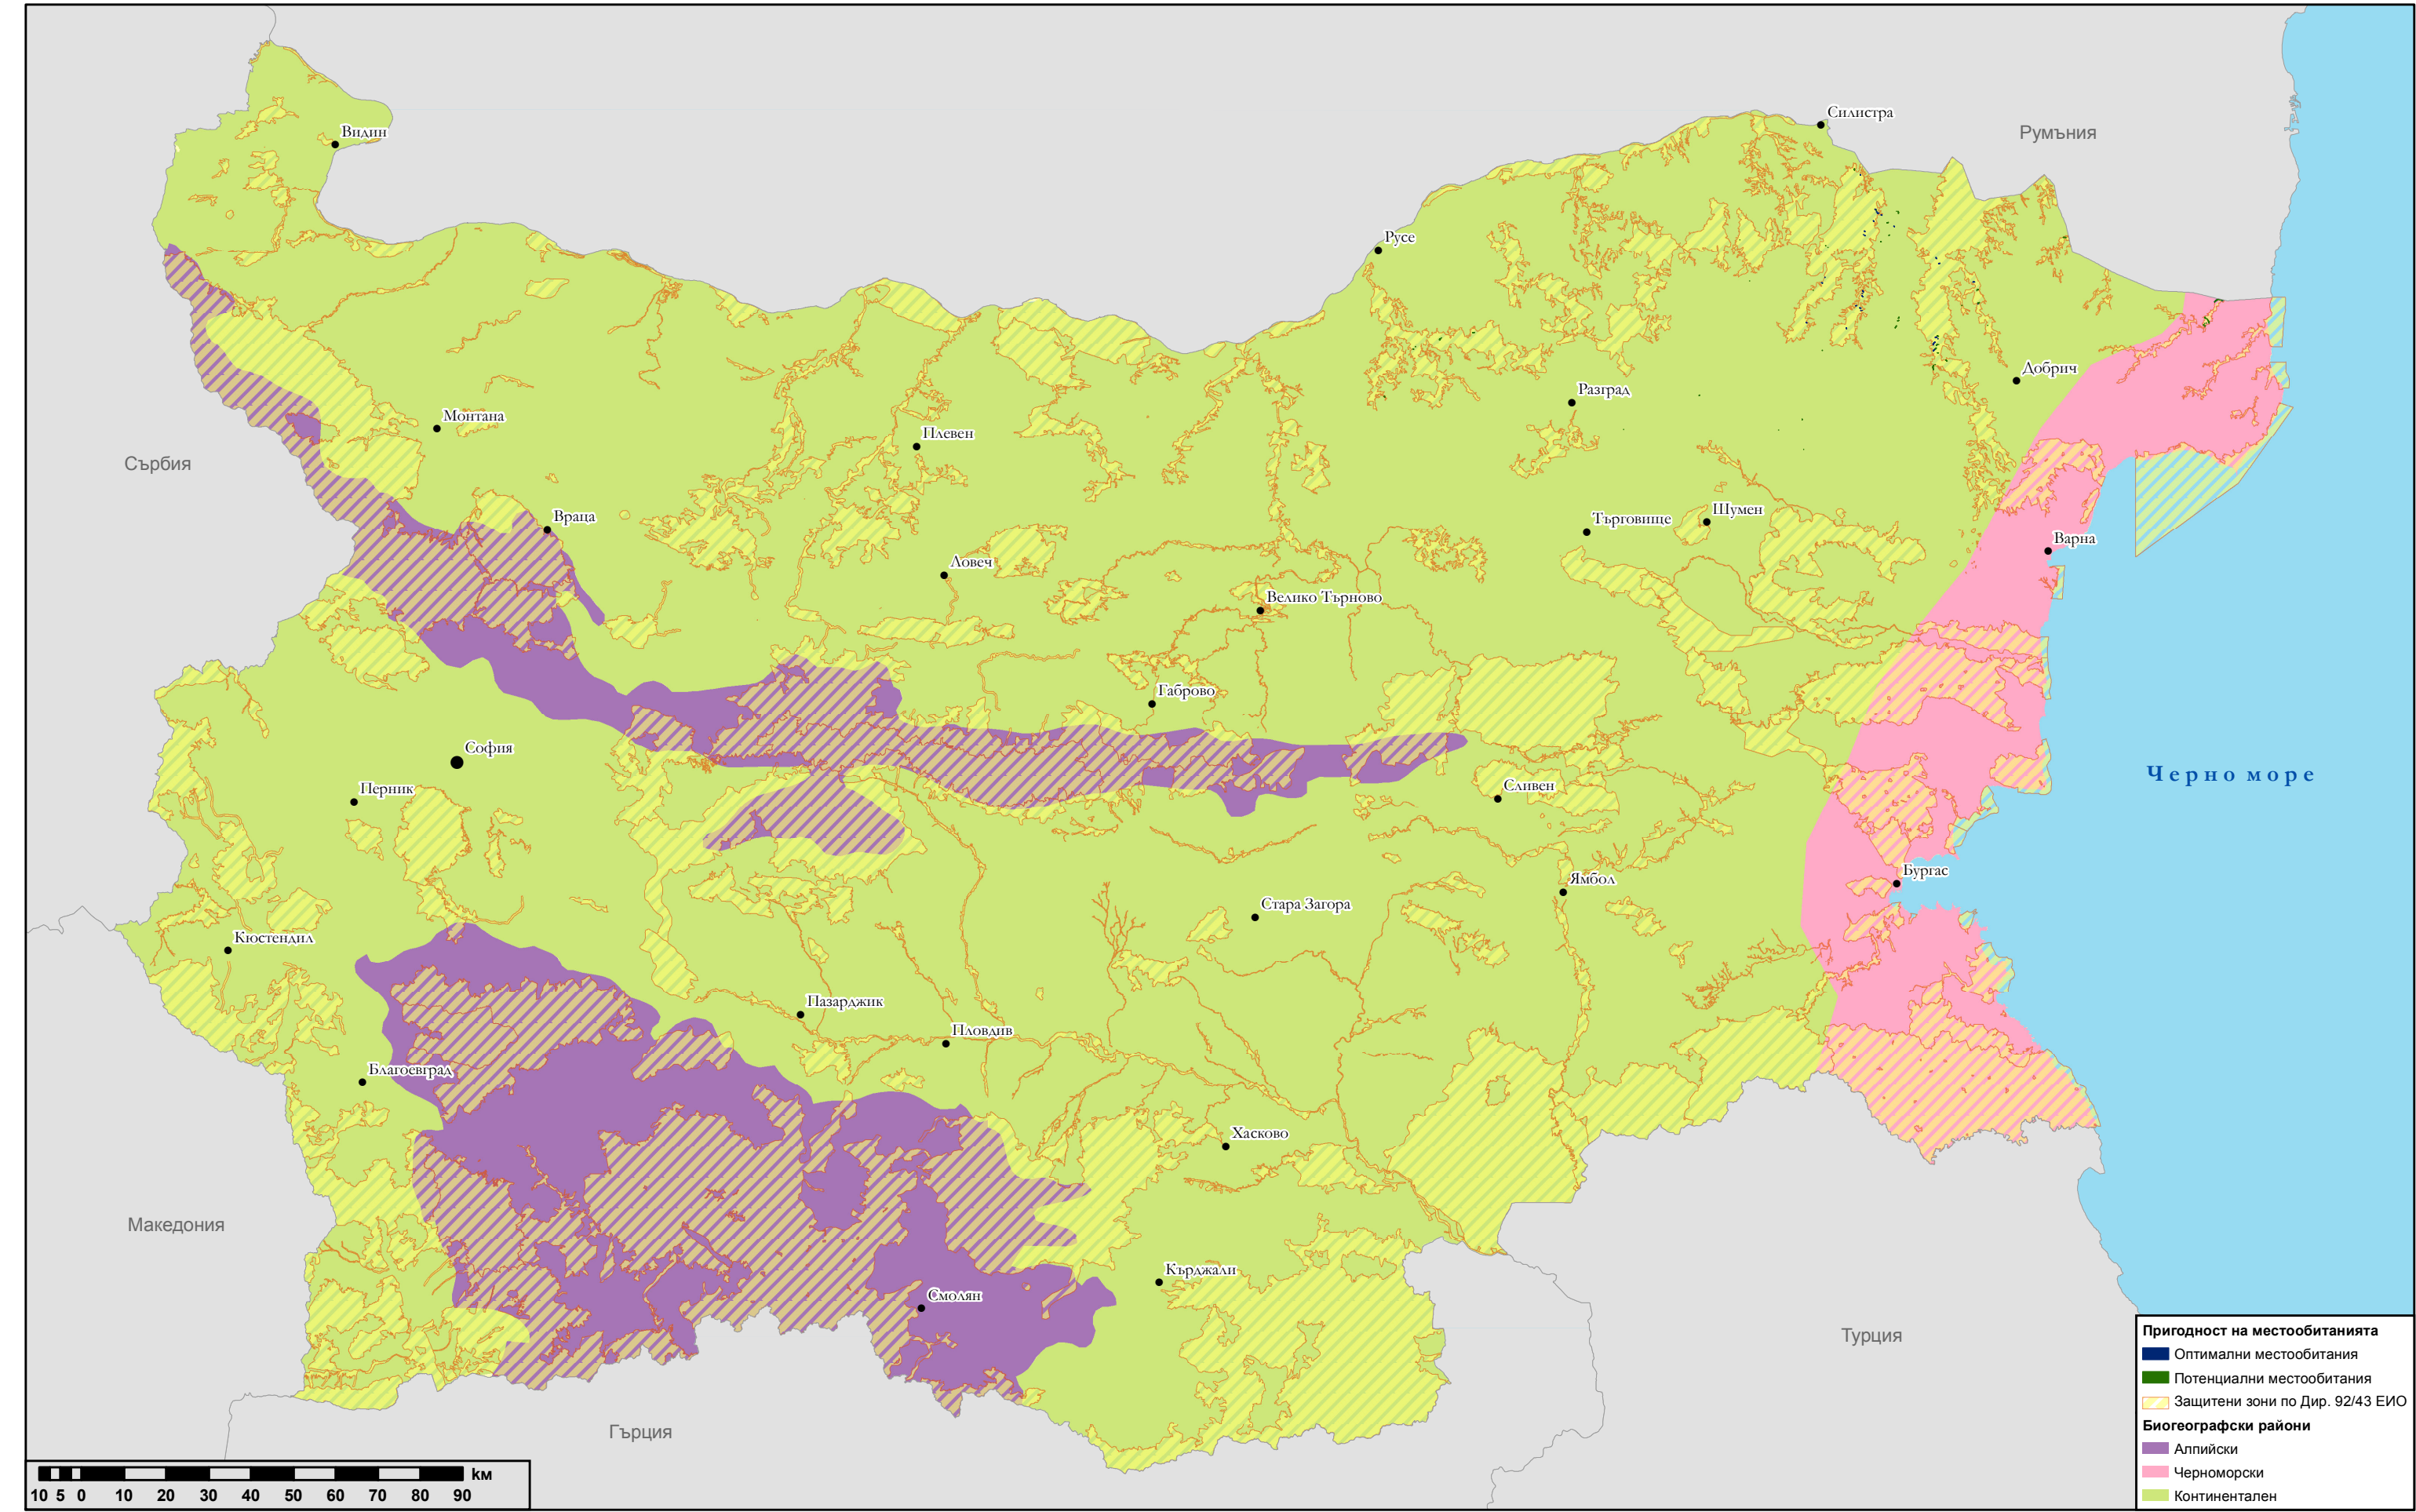 Силистра
Румъния
Видин
Русе
Добрич
Разград
Монтана
Плевен
Сърбия
Враца
Търговище
Шумен
Варна
Ловеч
Велико Търново
Габрово
София
Черно море
Перник
Сливен
Бургас
Ямбол
Стара Загора
Кюстендил
Пазарджик
Пловдив
Благоевград
Хасково
Македония
Кърджали
Смолян
Турция
Гърция
Пригодност на местообитанията
Оптимални местообитания
Потенциални местообитания
Защитени зони по Дир. 92/43 ЕИО
Биогеографски райони
Алпийски
Черноморски
Континентален
км
10 5 0 10 20 30 40 50 60 70 80 90